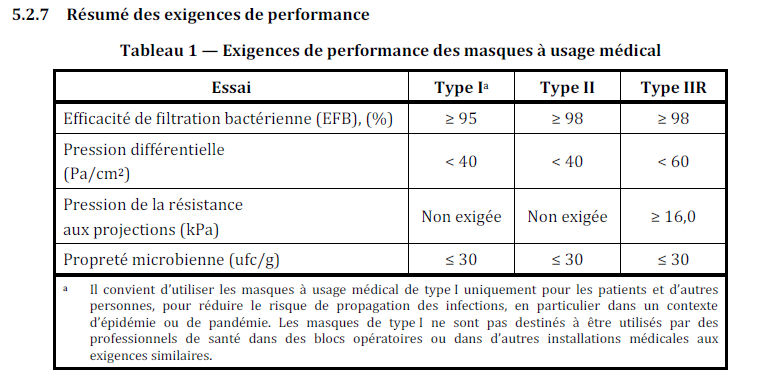 5.2.7 Résumé des exigences de performance
Tableau 1 — Exigences de performance des masques à usage médical
Essai Type Iᵃ Type II Type IIR
Efficacité de filtration bactérienne (EFB), (%) ≥ 95 ≥ 98 ≥ 98
Pression différentielle
(Pa/cm²) < 40 < 40 < 60
Pression de la résistance
aux projections (kPa) Non exigée Non exigée ≥ 16,0
Propreté microbienne (ufc/g) ≤ 30 ≤ 30 ≤ 30
ᵃ Il convient d’utiliser les masques à usage médical de type I uniquement pour les patients et d’autres
personnes, pour réduire le risque de propagation des infections, en particulier dans un contexte
d’épidémie ou de pandémie. Les masques de type I ne sont pas destinés à être utilisés par des
professionnels de santé dans des blocs opératoires ou dans d’autres installations médicales aux
exigences similaires.